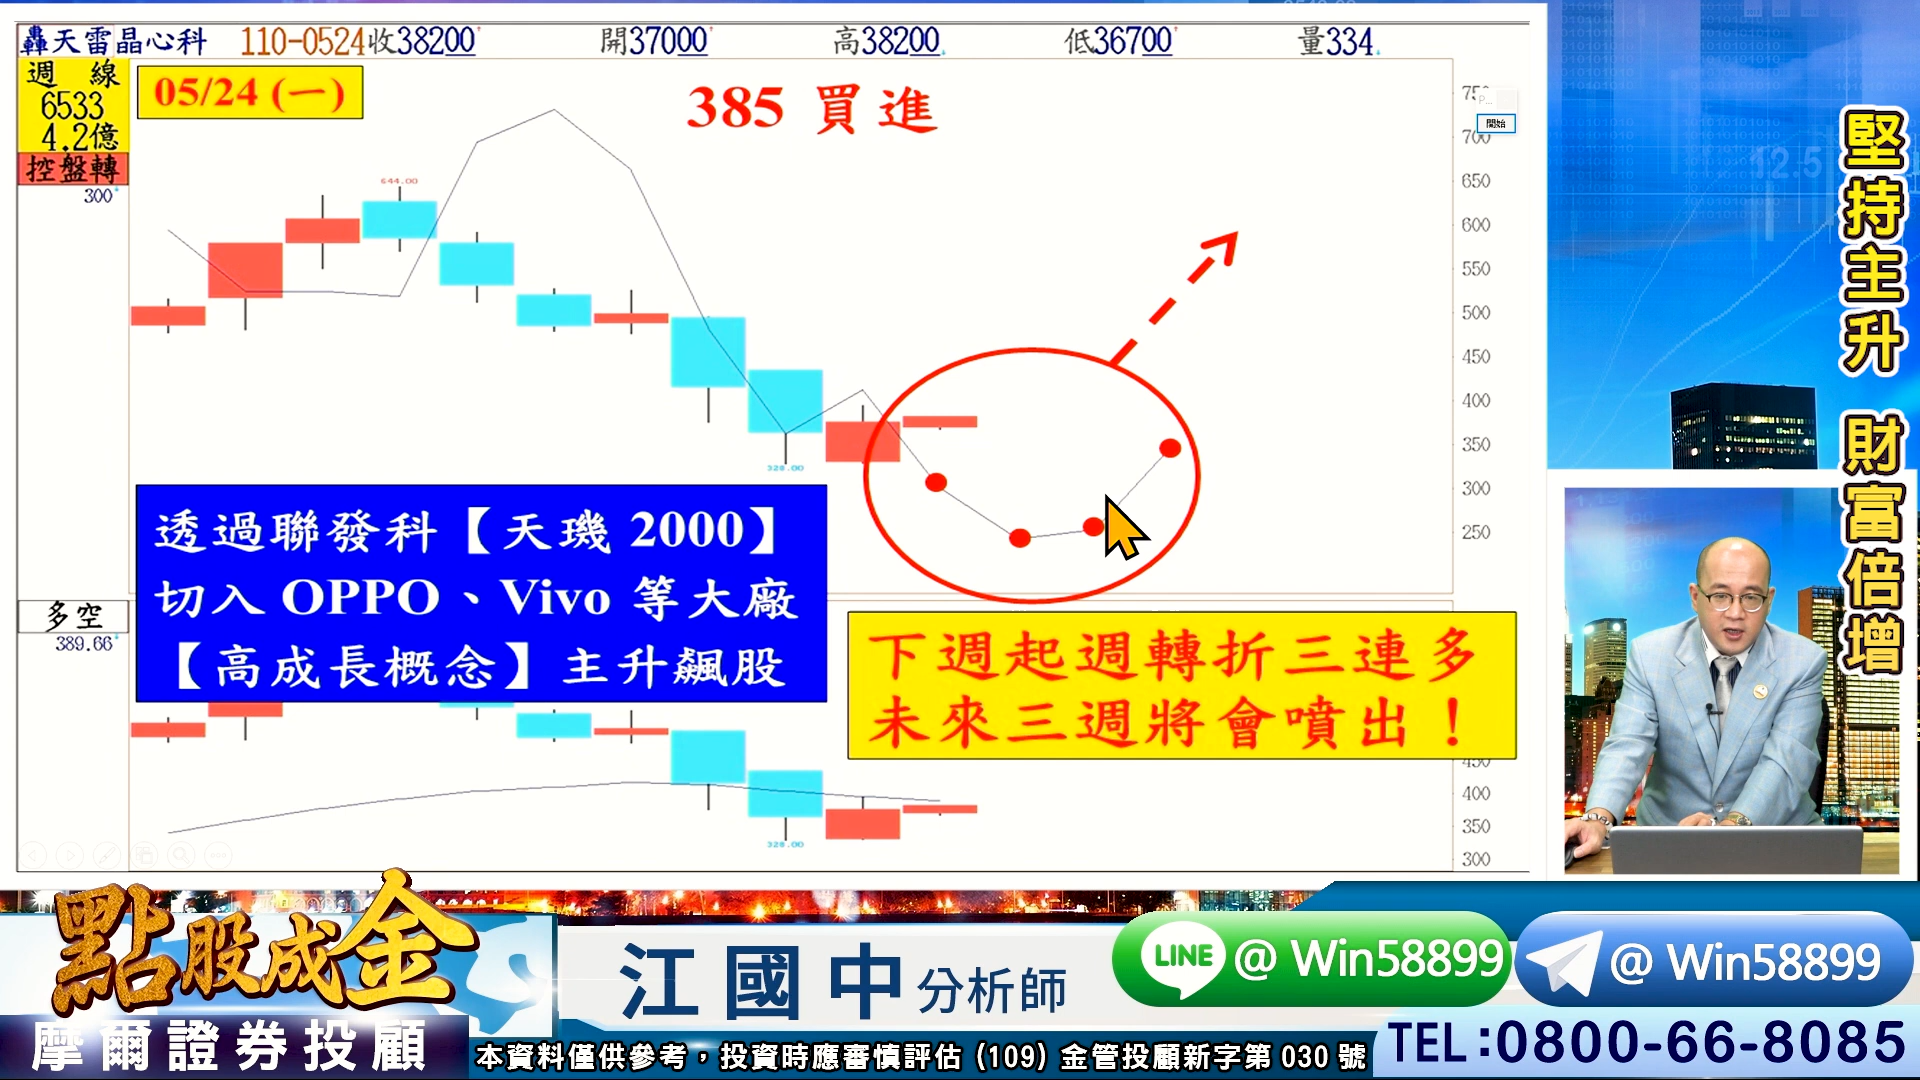 轟天雷晶心科 110-0524收38200 開37000 高38200 低36700 量334
週 線
6533
4.2億
控盤轉
300
05/24 (一)
385 買進
開始
644.00
328.00
750
700
650
600
550
500
450
400
350
300
250
透過聯發科【天璣 2000】
切入 OPPO、Vivo 等大廠
【高成長概念】主升飆股
下週起週轉折三連多
未來三週將會噴出！
多空
389.66
328.00
450
400
350
300
堅持主升 財富倍增
點股成金
摩爾證券投顧
江國中 分析師
LINE @ Win58899
@ Win58899
TEL:0800-66-8085
本資料僅供參考，投資時應審慎評估 (109) 金管投顧新字第 030 號